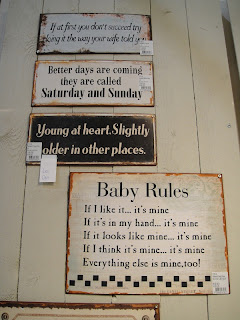 If at first you don't succeed try
doing it the way your wife told you
Better days are coming
they are called
Saturday and Sunday
Young at heart. Slightly
older in other places.
Baby Rules
If I like it... it's mine
If it's in my hand... it's mine
If it looks like mine... it's mine
If I think it's mine... it's mine
Everything else is mine, too!